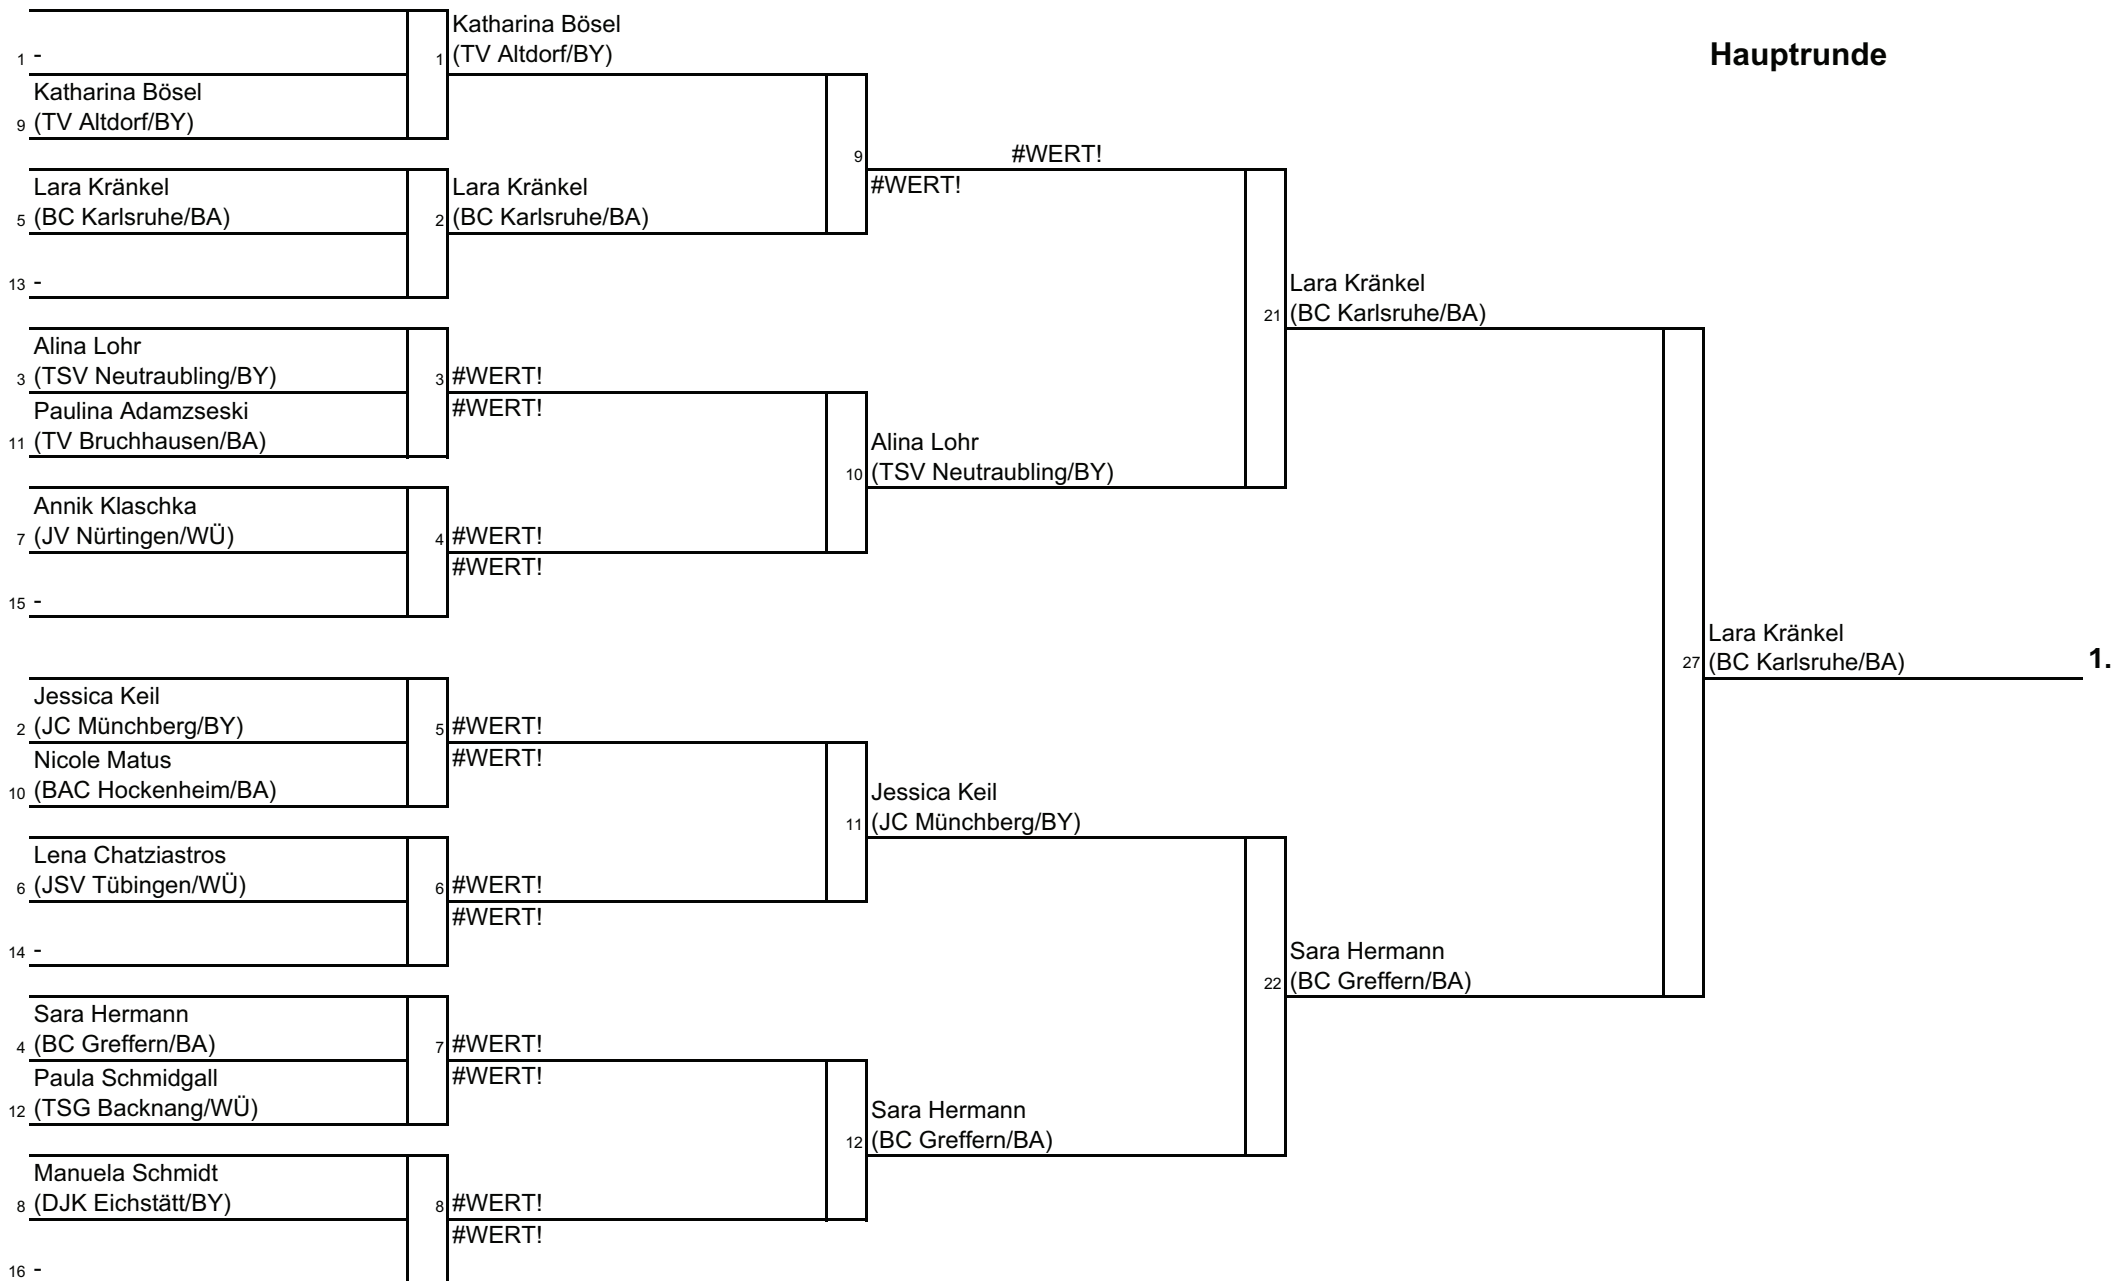 Hauptrunde
1 -
Katharina Bösel
9 (TV Altdorf/BY)
Lara Kränkel
5 (BC Karlsruhe/BA)
13 -
Alina Lohr
3 (TSV Neutraubling/BY)
Paulina Adamzseski
11 (TV Bruchhausen/BA)
Annik Klaschka
7 (JV Nürtingen/WÜ)
15 -
Jessica Keil
2 (JC Münchberg/BY)
Nicole Matus
10 (BAC Hockenheim/BA)
Lena Chatziastros
6 (JSV Tübingen/WÜ)
14 -
Sara Hermann
4 (BC Greffern/BA)
Paula Schmidgall
12 (TSG Backnang/WÜ)
Manuela Schmidt
8 (DJK Eichstätt/BY)
16 -
Katharina Bösel
1 (TV Altdorf/BY)
Lara Kränkel
2 (BC Karlsruhe/BA)
3 #WERT!
#WERT!
4 #WERT!
#WERT!
5 #WERT!
#WERT!
6 #WERT!
#WERT!
7 #WERT!
#WERT!
8 #WERT!
#WERT!
#WERT!
9
#WERT!
Alina Lohr
10 (TSV Neutraubling/BY)
Jessica Keil
11 (JC Münchberg/BY)
Sara Hermann
12 (BC Greffern/BA)
Lara Kränkel
21 (BC Karlsruhe/BA)
Sara Hermann
22 (BC Greffern/BA)
Lara Kränkel
27 (BC Karlsruhe/BA) 1.